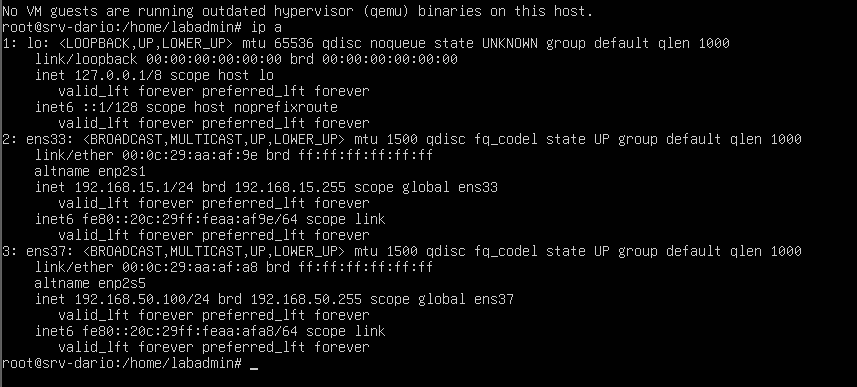 No VM guests are running outdated hypervisor (qemu) binaries on this host.
root@srv-dario:/home/labadmin# ip a
1: lo: <LOOPBACK,UP,LOWER_UP> mtu 65536 qdisc noqueue state UNKNOWN group default qlen 1000
    link/loopback 00:00:00:00:00:00 brd 00:00:00:00:00:00
    inet 127.0.0.1/8 scope host lo
       valid_lft forever preferred_lft forever
    inet6 ::1/128 scope host noprefixroute
       valid_lft forever preferred_lft forever
2: ens33: <BROADCAST,MULTICAST,UP,LOWER_UP> mtu 1500 qdisc fq_codel state UP group default qlen 1000
    link/ether 00:0c:29:aa:af:9e brd ff:ff:ff:ff:ff:ff
    altname enp2s1
    inet 192.168.15.1/24 brd 192.168.15.255 scope global ens33
       valid_lft forever preferred_lft forever
    inet6 fe80::20c:29ff:feaa:af9e/64 scope link
       valid_lft forever preferred_lft forever
3: ens37: <BROADCAST,MULTICAST,UP,LOWER_UP> mtu 1500 qdisc fq_codel state UP group default qlen 1000
    link/ether 00:0c:29:aa:af:a8 brd ff:ff:ff:ff:ff:ff
    altname enp2s5
    inet 192.168.50.100/24 brd 192.168.50.255 scope global ens37
       valid_lft forever preferred_lft forever
    inet6 fe80::20c:29ff:feaa:afa8/64 scope link
       valid_lft forever preferred_lft forever
root@srv-dario:/home/labadmin# _